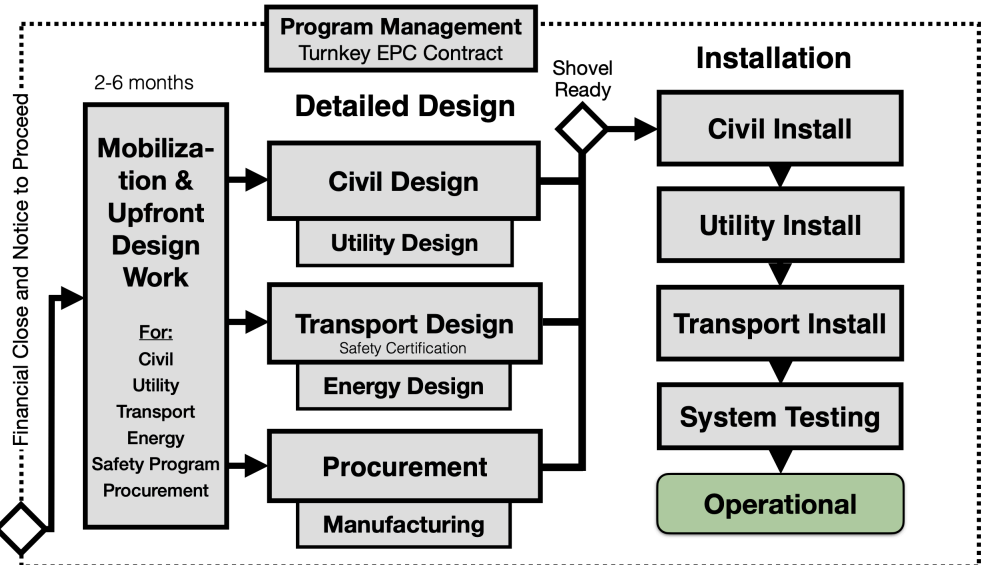 Program Management
Turnkey EPC Contract
Financial Close and Notice to Proceed
2-6 months
Mobiliza-
tion &
Upfront
Design
Work
For:
Civil
Utility
Transport
Energy
Safety Program
Procurement
Detailed Design
Civil Design
Utility Design
Transport Design
Safety Certification
Energy Design
Procurement
Manufacturing
Shovel
Ready
Installation
Civil Install
Utility Install
Transport Install
System Testing
Operational